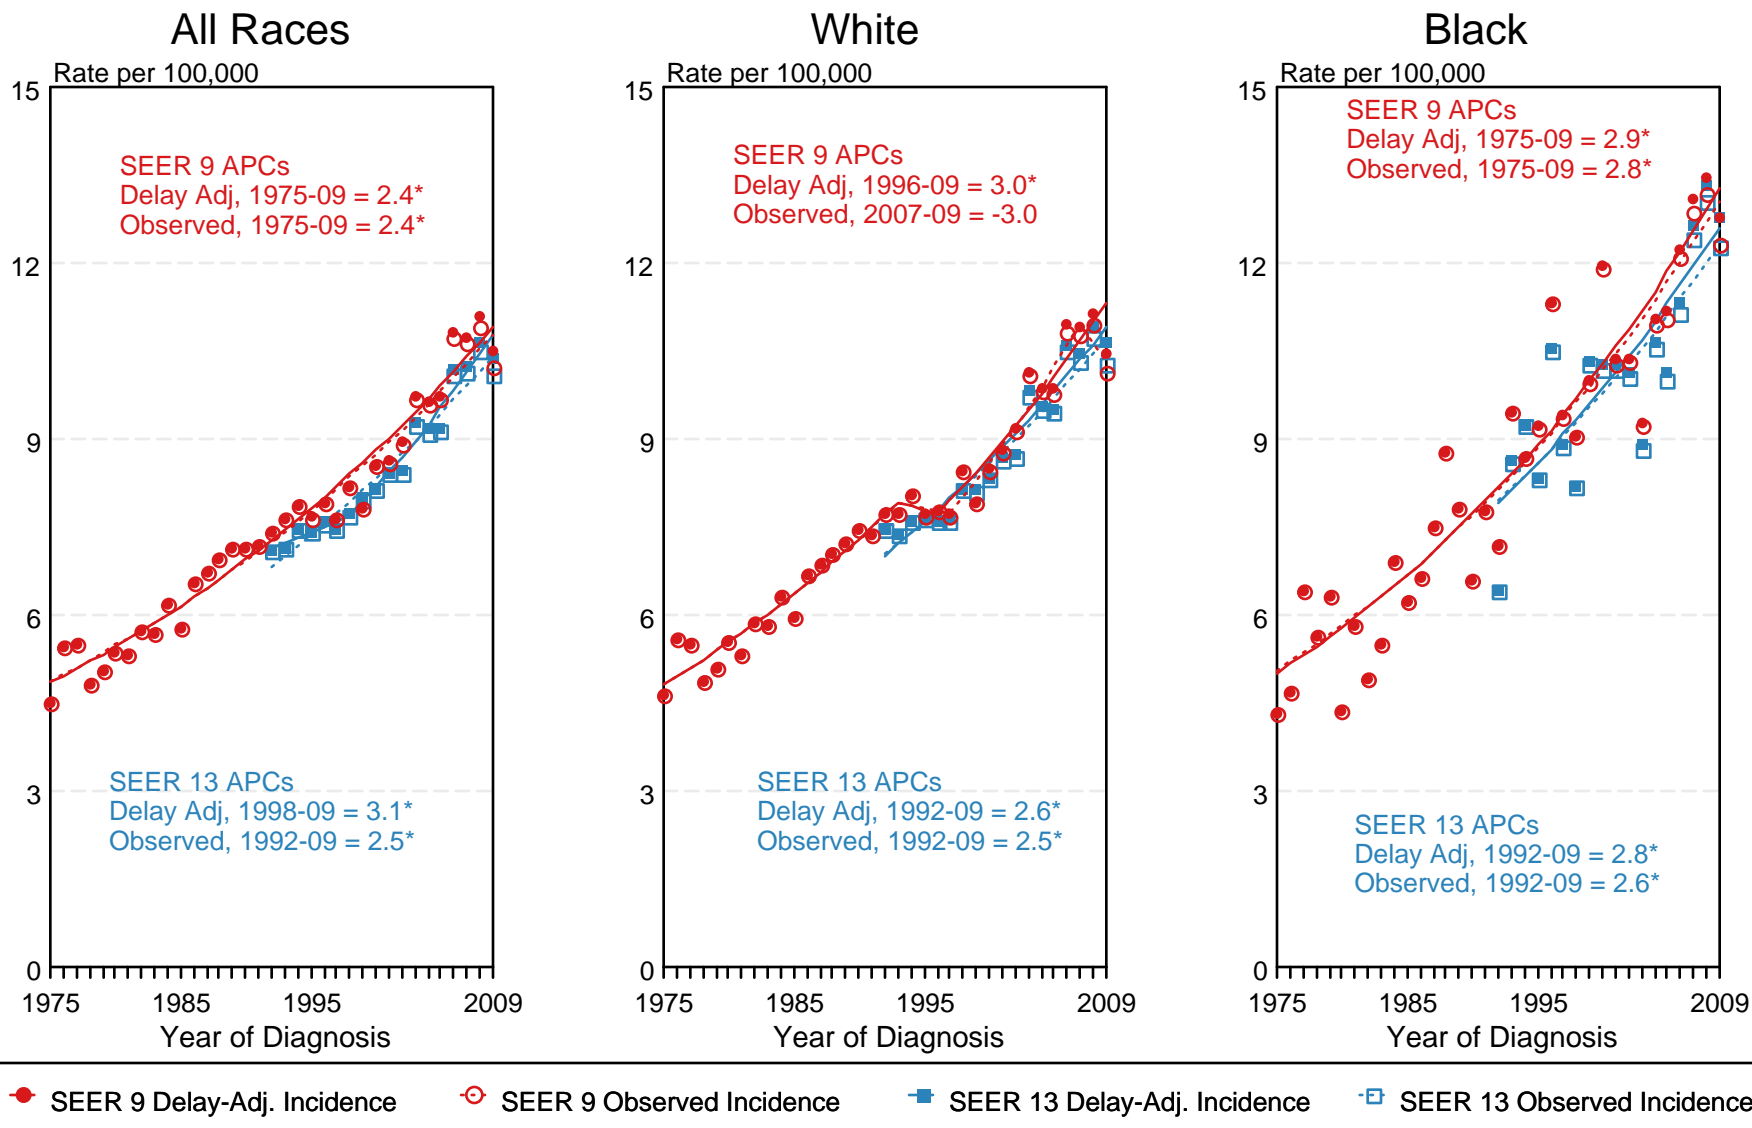 All Races
Rate per 100,000
15
12
9
6
3
0
SEER 9 APCs
Delay Adj, 1975-09 = 2.4*
Observed, 1975-09 = 2.4*
SEER 13 APCs
Delay Adj, 1998-09 = 3.1*
Observed, 1992-09 = 2.5*
1975 1985 1995 2009
Year of Diagnosis
White
Rate per 100,000
15
12
9
6
3
0
SEER 9 APCs
Delay Adj, 1996-09 = 3.0*
Observed, 2007-09 = -3.0
SEER 13 APCs
Delay Adj, 1992-09 = 2.6*
Observed, 1992-09 = 2.5*
1975 1985 1995 2009
Year of Diagnosis
Black
Rate per 100,000
15
12
9
6
3
0
SEER 9 APCs
Delay Adj, 1975-09 = 2.9*
Observed, 1975-09 = 2.8*
SEER 13 APCs
Delay Adj, 1992-09 = 2.8*
Observed, 1992-09 = 2.6*
1975 1985 1995 2009
Year of Diagnosis
SEER 9 Delay-Adj. Incidence SEER 9 Observed Incidence SEER 13 Delay-Adj. Incidence SEER 13 Observed Incidence